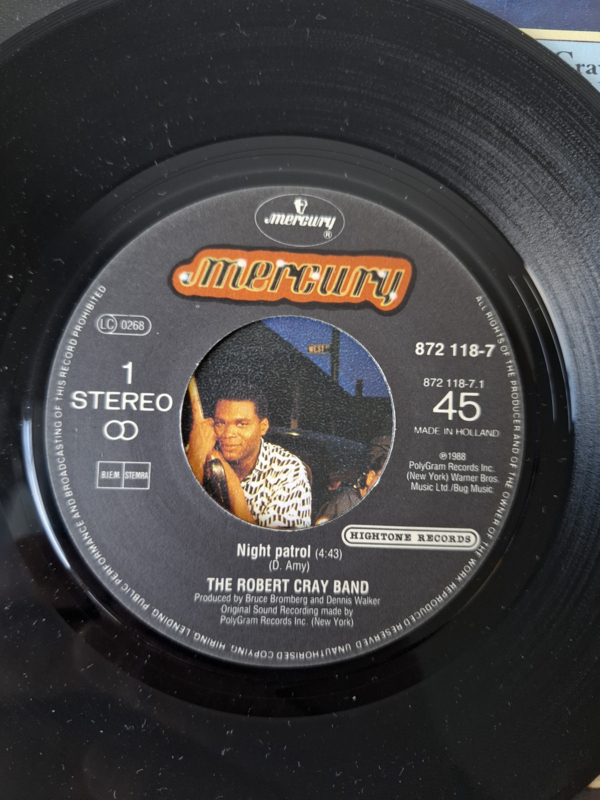 Cra
mercury
®
mercury
LC 0268
1
STEREO
B.I.E.M. STEMRA
WEST
872 118-7
872 118-7.1
45
MADE IN HOLLAND
℗1988
PolyGram Records Inc.
(New York) Warner Bros.
Music Ltd./Bug Music
HIGHTONE RECORDS
Night patrol (4:43)
(D. Amy)
THE ROBERT CRAY BAND
Produced by Bruce Bromberg and Dennis Walker
Original Sound Recording made by
PolyGram Records Inc. (New York)
ALL RIGHTS OF THE PRODUCER AND OF THE OWNER OF THE WORK REPRODUCED RESERVED UNAUTHORISED COPYING, HIRING, LENDING, PUBLIC PERFORMANCE AND BROADCASTING OF THIS RECORD PROHIBITED